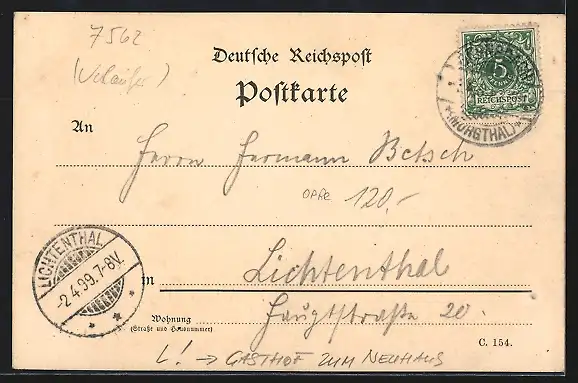 7562
Deutsche Reichspost
Postkarte
5
REICHSPOST
(MURGTHAL)
An
Herrn Hermann Betsch
OPRE 120.-
LICHTENTHAL
-2.4.99.7-8V.
in Lichtenthal
Wohnung
(Straße und Hausnummer)
Hauptstraße 20.
C. 154.
L! → GASTHOF ZUM NEUHAUS